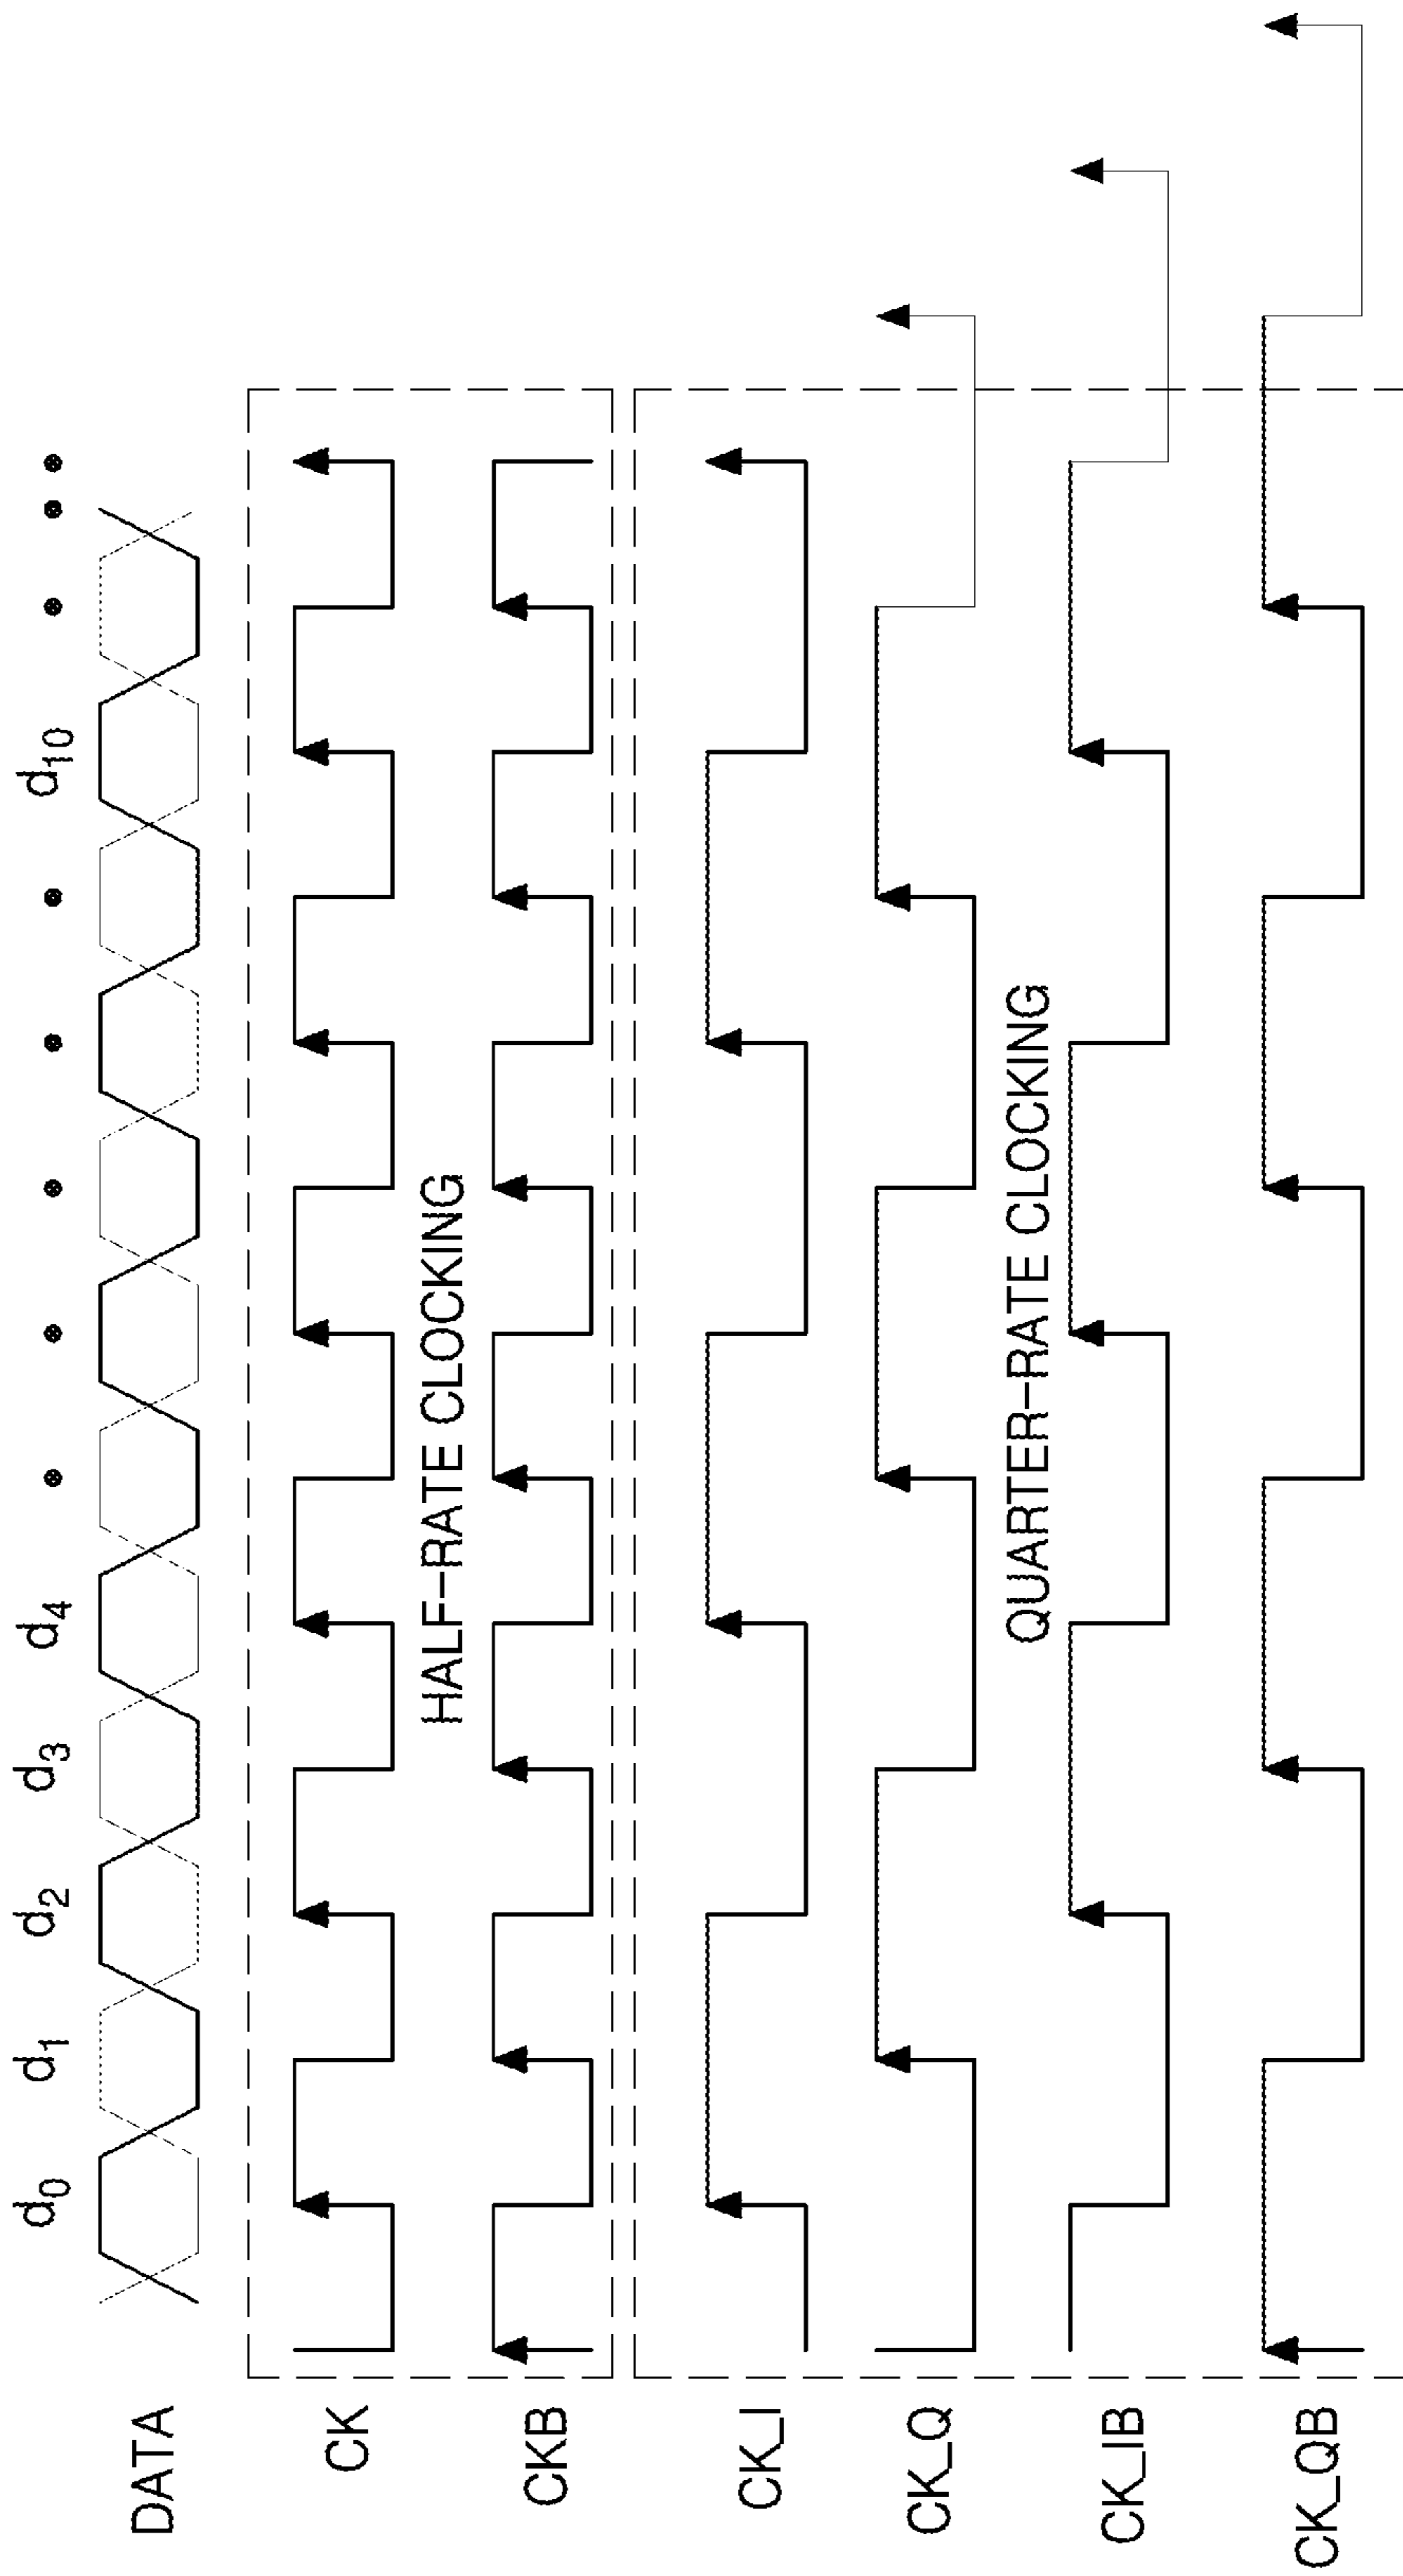 d0 d1 d2 d3 d4 d10
DATA
CK
HALF-RATE CLOCKING
CKB
CK_I
CK_Q
QUARTER-RATE CLOCKING
CK_IB
CK_QB